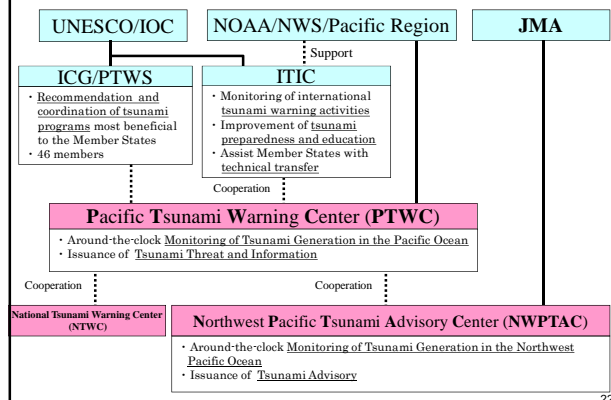 UNESCO/IOC
NOAA/NWS/Pacific Region
JMA
Support
ICG/PTWS
・Recommendation and
coordination of tsunami
programs most beneficial
to the Member States
・46 members
ITIC
・Monitoring of international
tsunami warning activities
・Improvement of tsunami
preparedness and education
・Assist Member States with
technical transfer
Cooperation
Pacific Tsunami Warning Center (PTWC)
・Around-the-clock Monitoring of Tsunami Generation in the Pacific Ocean
・Issuance of Tsunami Threat and Information
Cooperation
Cooperation
National Tsunami Warning Center
(NTWC)
Northwest Pacific Tsunami Advisory Center (NWPTAC)
・Around-the-clock Monitoring of Tsunami Generation in the Northwest
Pacific Ocean
・Issuance of Tsunami Advisory